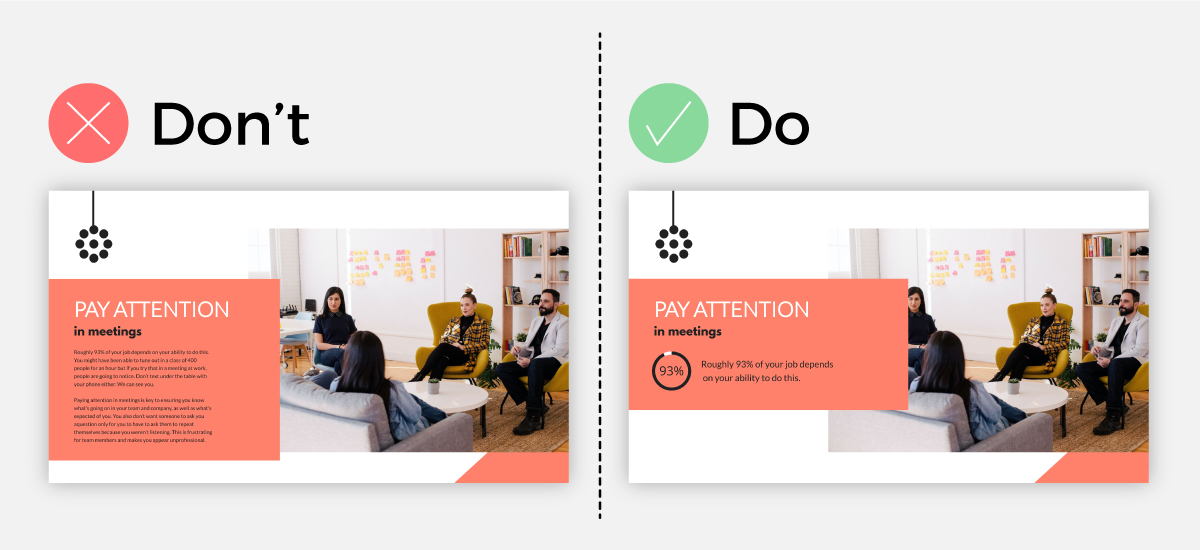 Don't
Do
PAY ATTENTION
in meetings
Roughly 93% of your job depends on your ability to do this.
You might have been able to tune out in a class of 400
people for an hour but if you try that in a meeting at work,
people are going to notice. Don't text under the table with
your phone either. We can see you.
Paying attention in meetings is key to ensuring you know
what's going on in your team and company, as well as what's
expected of you. You also don't want someone to ask you
aquestion only for you to have to ask them to repeat
themselves because you weren't listening. This is frustrating
for team members and makes you appear unprofessional.
PAY ATTENTION
in meetings
93%
Roughly 93% of your job depends
on your ability to do this.